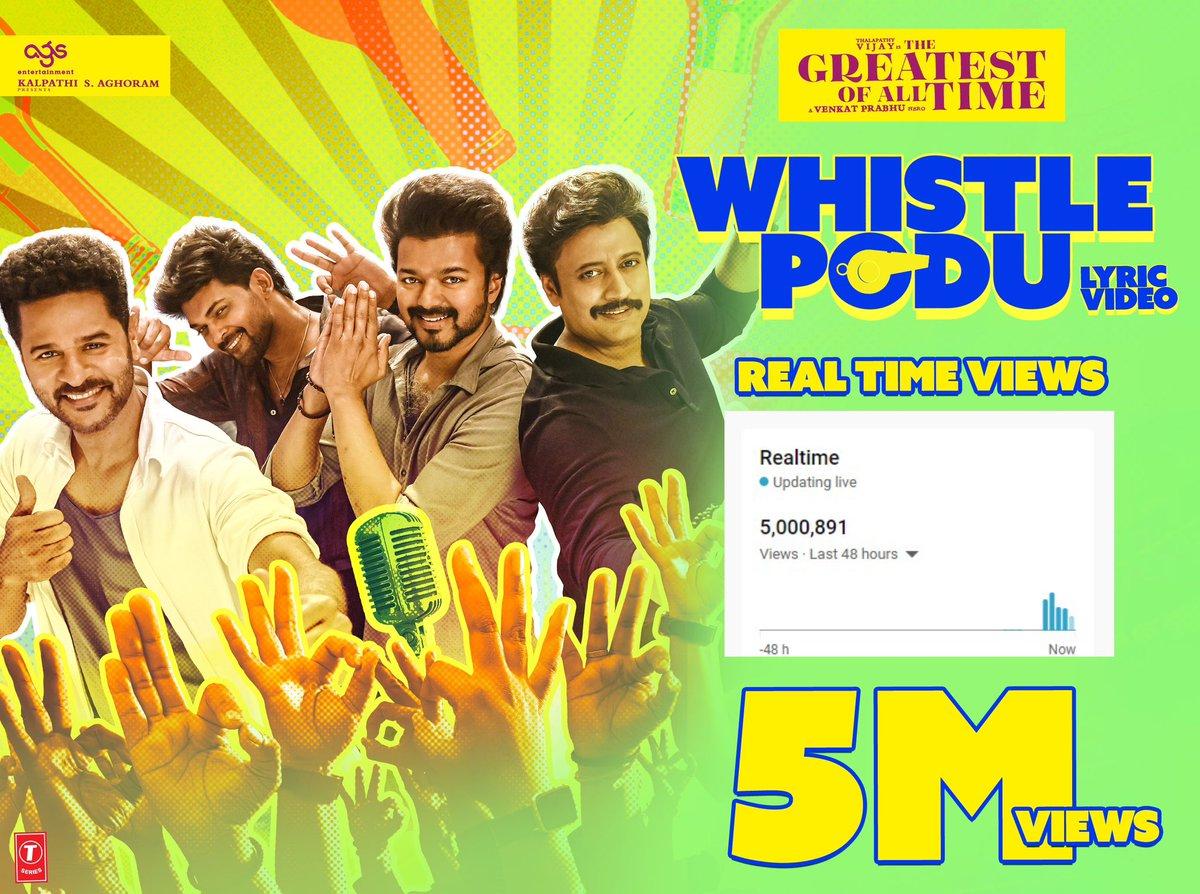 ags
entertainment
KALPATHI S. AGHORAM
PRESENTS
THALAPATHY
VIJAY is THE
GREATEST
OF ALL TIME
A VENKAT PRABHU HERO
WHISTLE
PODU LYRIC
VIDEO
REAL TIME VIEWS
Realtime
Updating live
5,000,891
Views · Last 48 hours
-48 h Now
5M
VIEWS
T
SERIES